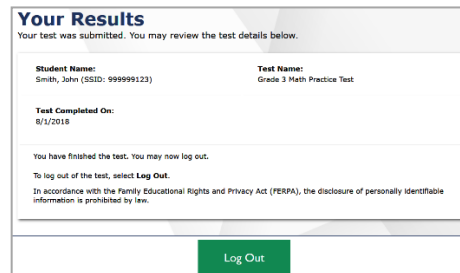 Your Results
Your test was submitted. You may review the test details below.
Student Name:
Smith, John (SSID: 999999123)
Test Name:
Grade 3 Math Practice Test
Test Completed On:
8/1/2018
You have finished the test. You may now log out.
To log out of the test, select Log Out.
In accordance with the Family Educational Rights and Privacy Act (FERPA), the disclosure of personally identifiable
information is prohibited by law.
Log Out